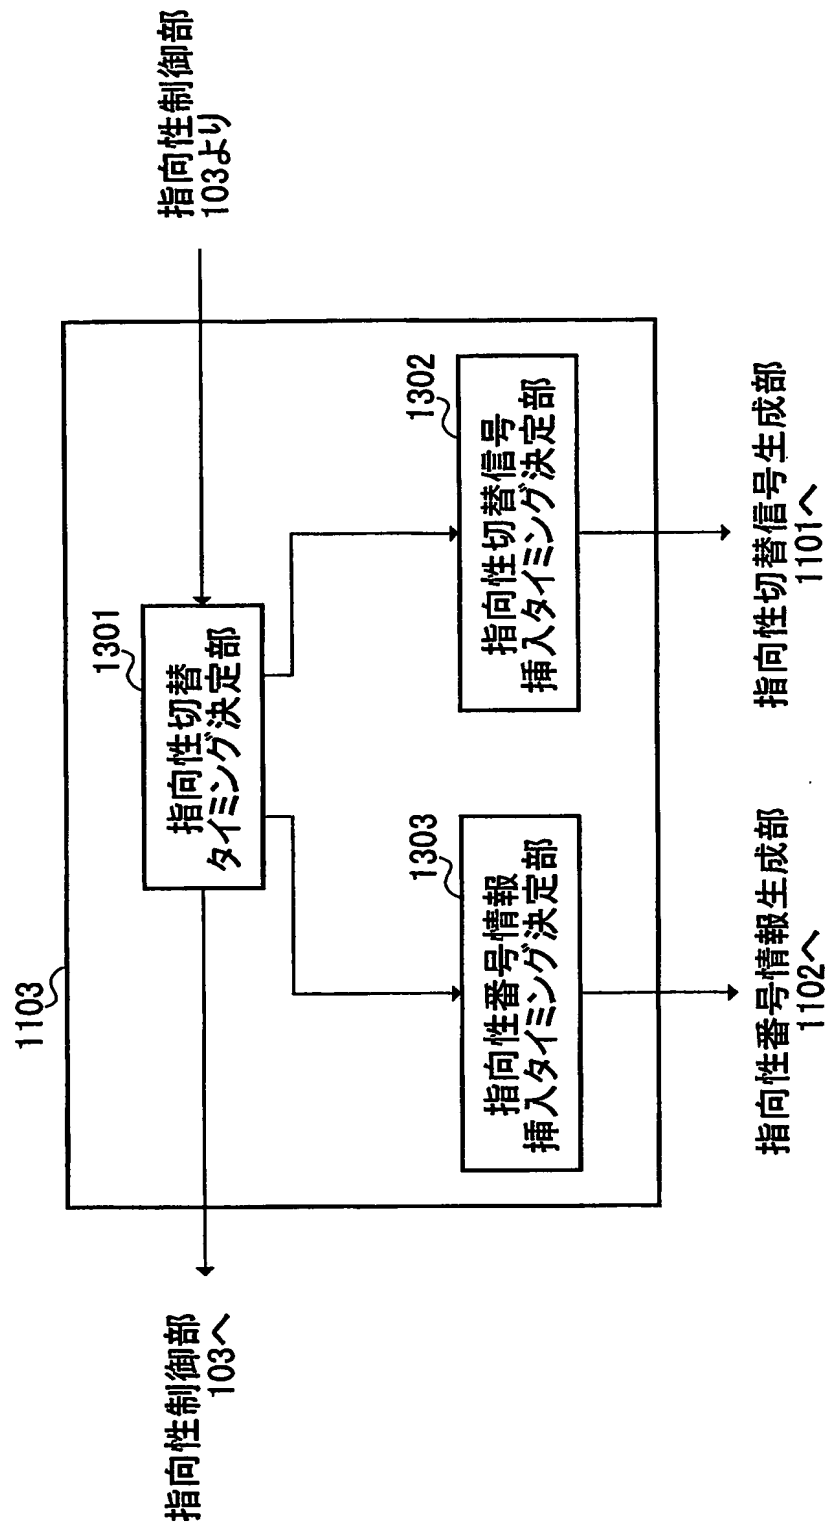 1103
指向性制御部
103より
1301
指向性切替
タイミング決定部
指向性制御部
103へ
1303
指向性番号情報
挿入タイミング決定部
1302
指向性切替信号
挿入タイミング決定部
指向性番号情報生成部
1102へ
指向性切替信号生成部
1101へ